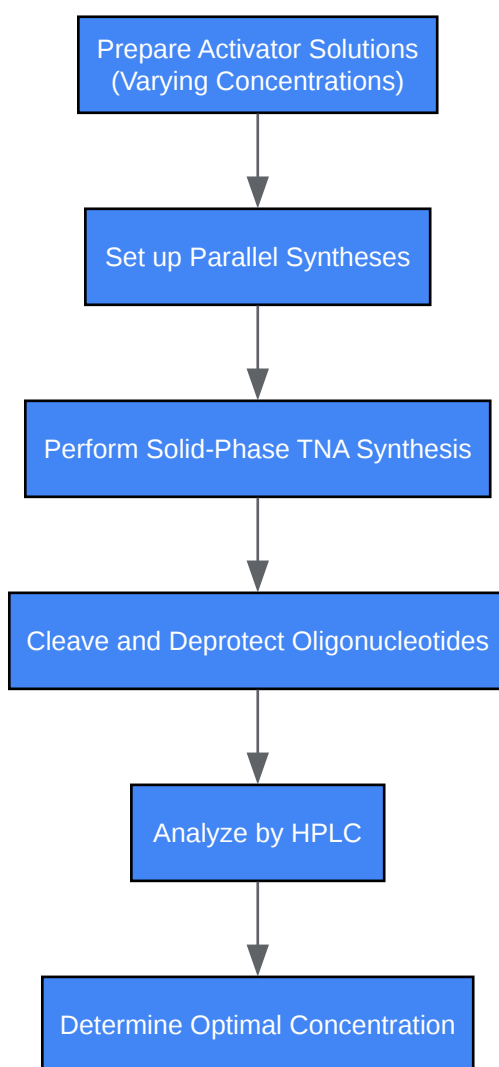 Prepare Activator Solutions
(Varying Concentrations)
Set up Parallel Syntheses
Perform Solid-Phase TNA Synthesis
Cleave and Deprotect Oligonucleotides
Analyze by HPLC
Determine Optimal Concentration